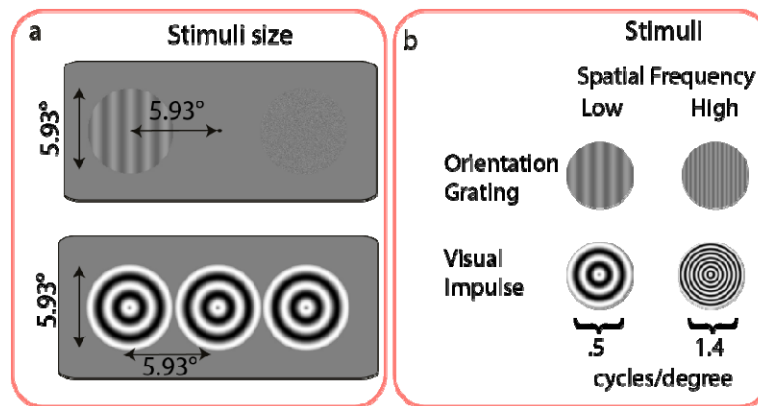 a
Stimuli size
5.93°
5.93°
5.93°
5.93°
b
Stimuli
Spatial Frequency
Low
High
Orientation
Grating
Visual
Impulse
.5
1.4
cycles/degree